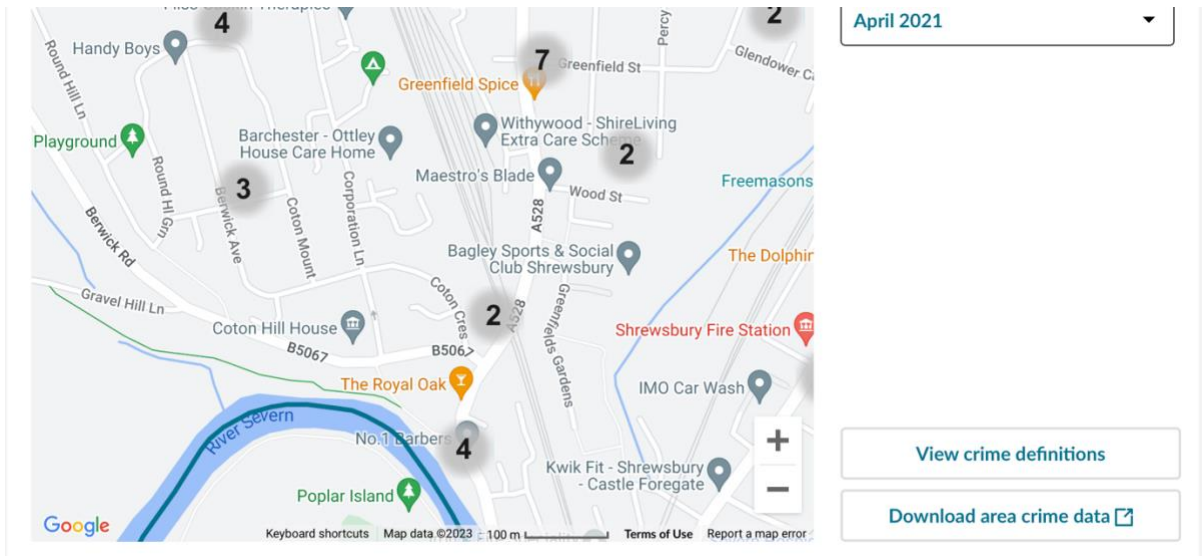 4
2
April 2021
Handy Boys
Round Hill Ln
7
Greenfield St
Percy
Glendower
Greenfield Spice
Playground
Barchester - Ottley
House Care Home
Withywood - ShireLiving
Extra Care Scheme
2
Maestro's Blade
Wood St
Freemasons
3
Round Hl Grn
Berwick Ave
Coton Mount
Corporation Ln
A528
Berwick Rd
Bagley Sports & Social
Club Shrewsbury
The Dolphin
Gravel Hill Ln
Coton Cres
2
A528
Greenfields Gardens
Coton Hill House
Shrewsbury Fire Station
B5067
B5067
The Royal Oak
IMO Car Wash
River Severn
No.1 Barbers
4
+
Kwik Fit - Shrewsbury
- Castle Foregate
−
View crime definitions
Poplar Island
Download area crime data
Google
Keyboard shortcuts
Map data ©2023
100 m
Terms of Use
Report a map error